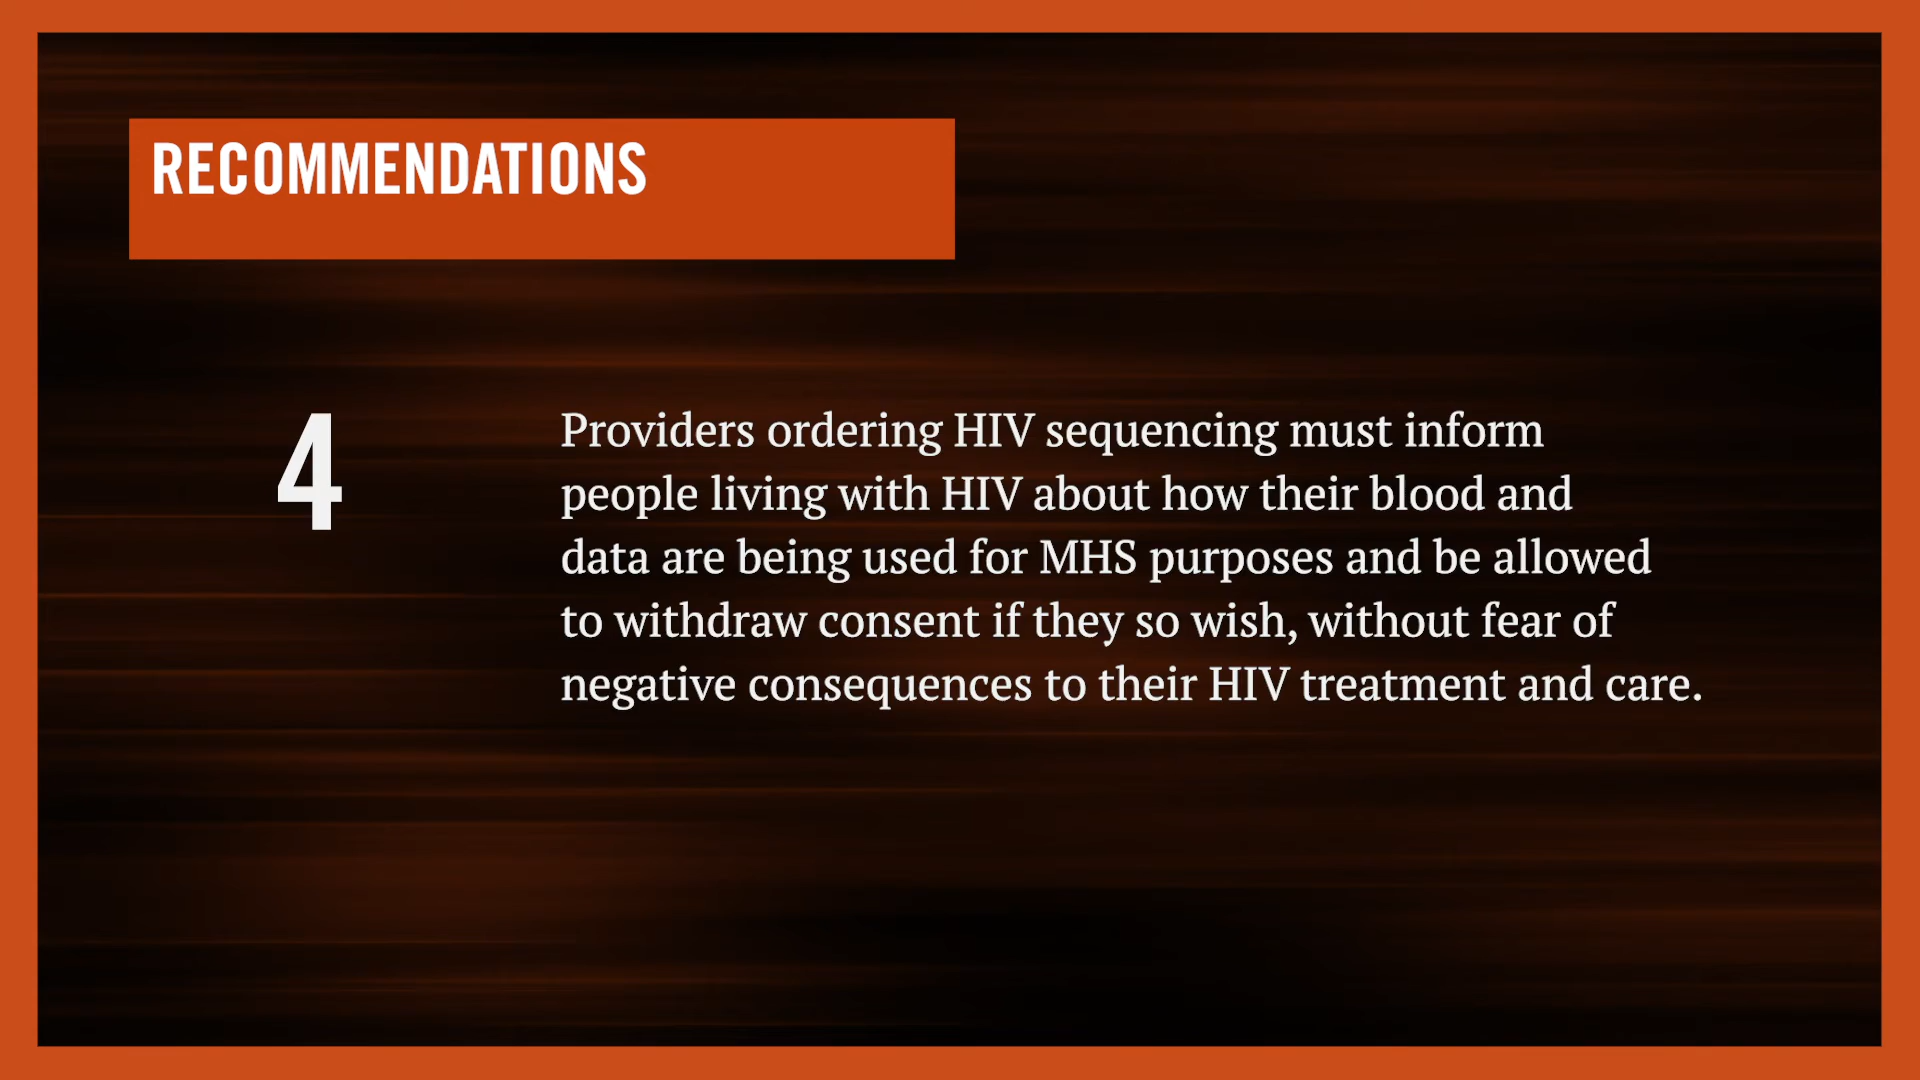 RECOMMENDATIONS
4
Providers ordering HIV sequencing must inform
people living with HIV about how their blood and
data are being used for MHS purposes and be allowed
to withdraw consent if they so wish, without fear of
negative consequences to their HIV treatment and care.